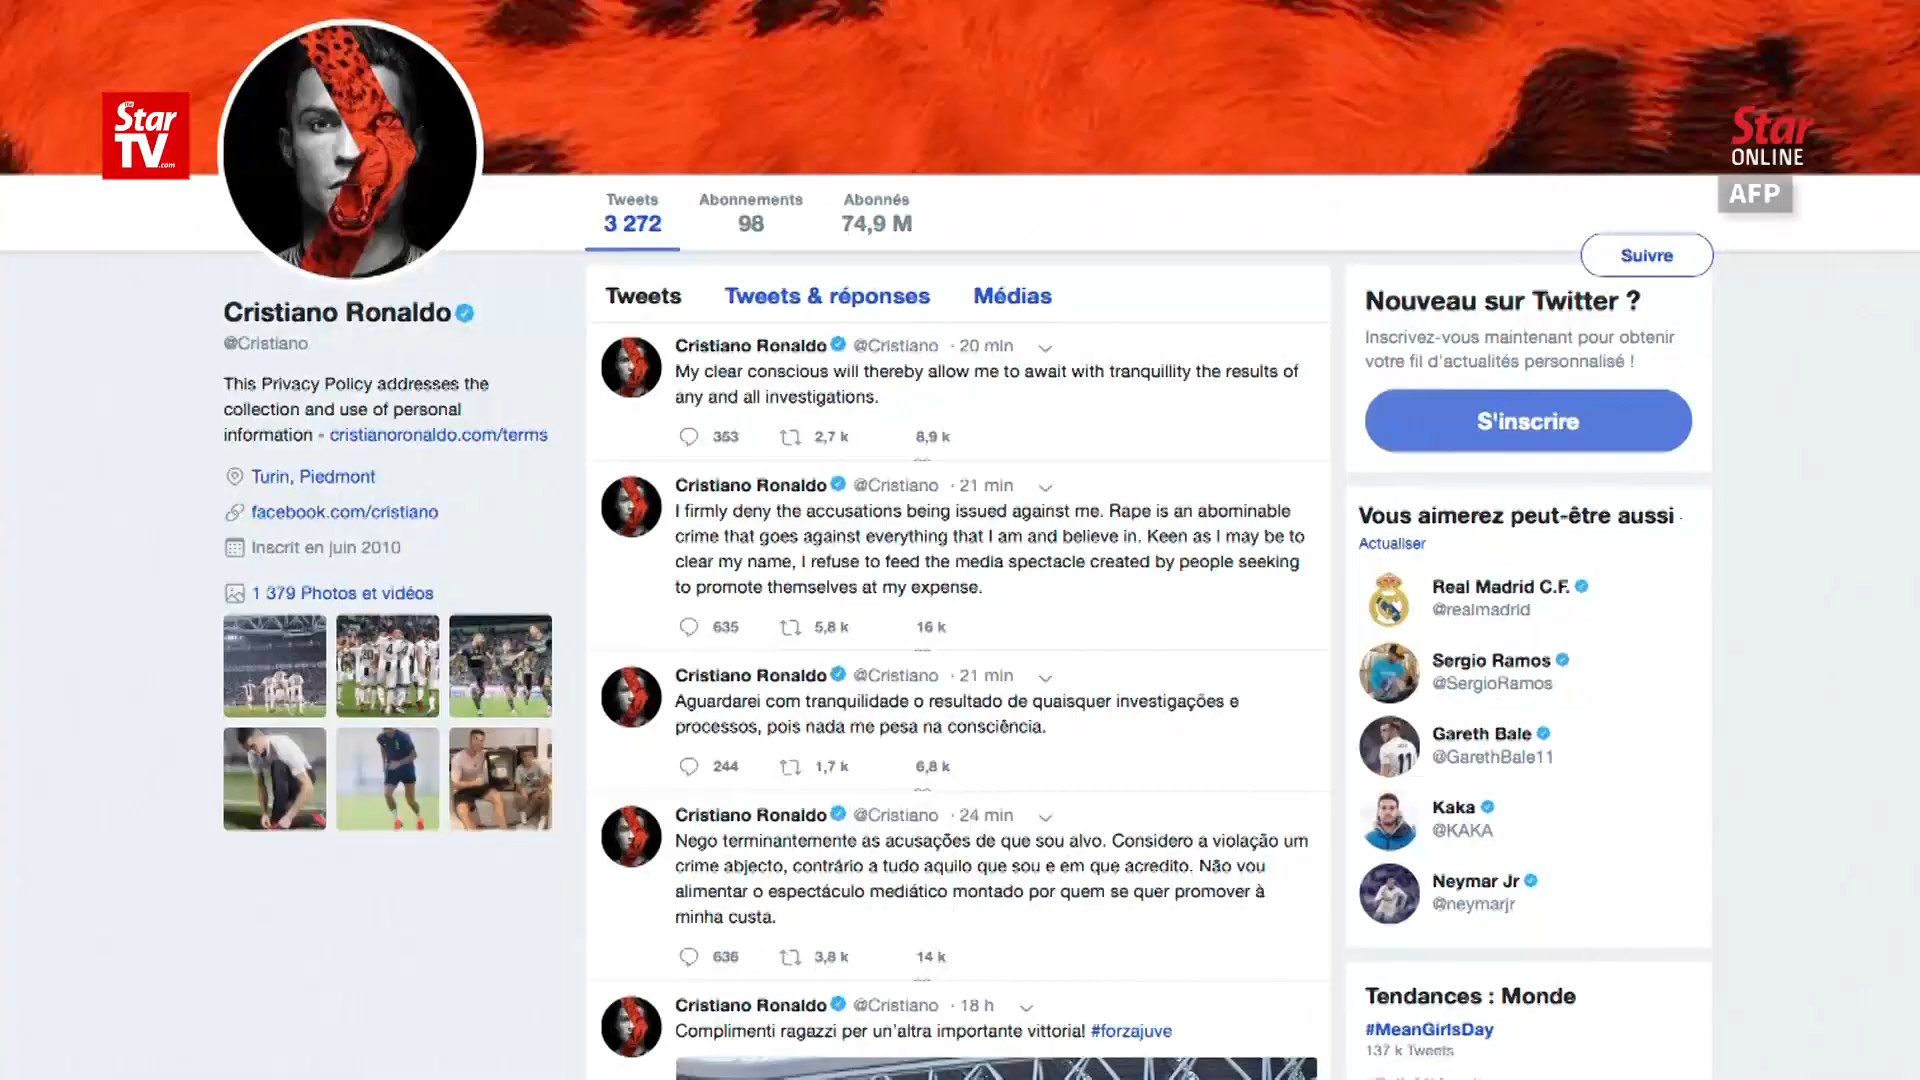 The
Star
TV
.com
Star
ONLINE
AFP
Tweets
3 272
Abonnements
98
Abonnés
74,9 M
Suivre
Cristiano Ronaldo
@Cristiano
This Privacy Policy addresses the
collection and use of personal
information - cristianoronaldo.com/terms
Turin, Piedmont
facebook.com/cristiano
Inscrit en juin 2010
1 379 Photos et vidéos
Tweets Tweets & réponses Médias
Cristiano Ronaldo @Cristiano · 20 min
My clear conscious will thereby allow me to await with tranquillity the results of
any and all investigations.
353 2,7 k 8,9 k
Cristiano Ronaldo @Cristiano · 21 min
I firmly deny the accusations being issued against me. Rape is an abominable
crime that goes against everything that I am and believe in. Keen as I may be to
clear my name, I refuse to feed the media spectacle created by people seeking
to promote themselves at my expense.
635 5,8 k 16 k
Cristiano Ronaldo @Cristiano · 21 min
Aguardarei com tranquilidade o resultado de quaisquer investigações e
processos, pois nada me pesa na consciência.
244 1,7 k 6,8 k
Cristiano Ronaldo @Cristiano · 24 min
Nego terminantemente as acusações de que sou alvo. Considero a violação um
crime abjecto, contrário a tudo aquilo que sou e em que acredito. Não vou
alimentar o espectáculo mediático montado por quem se quer promover à
minha custa.
636 3,8 k 14 k
Cristiano Ronaldo @Cristiano · 18 h
Complimenti ragazzi per un'altra importante vittoria! #forzajuve
Nouveau sur Twitter ?
Inscrivez-vous maintenant pour obtenir
votre fil d'actualités personnalisé !
S'inscrire
Vous aimerez peut-être aussi ·
Actualiser
Real Madrid C.F.
@realmadrid
Sergio Ramos
@SergioRamos
Gareth Bale
@GarethBale11
Kaka
@KAKA
Neymar Jr
@neymarjr
Tendances : Monde
#MeanGirlsDay
137 k Tweets